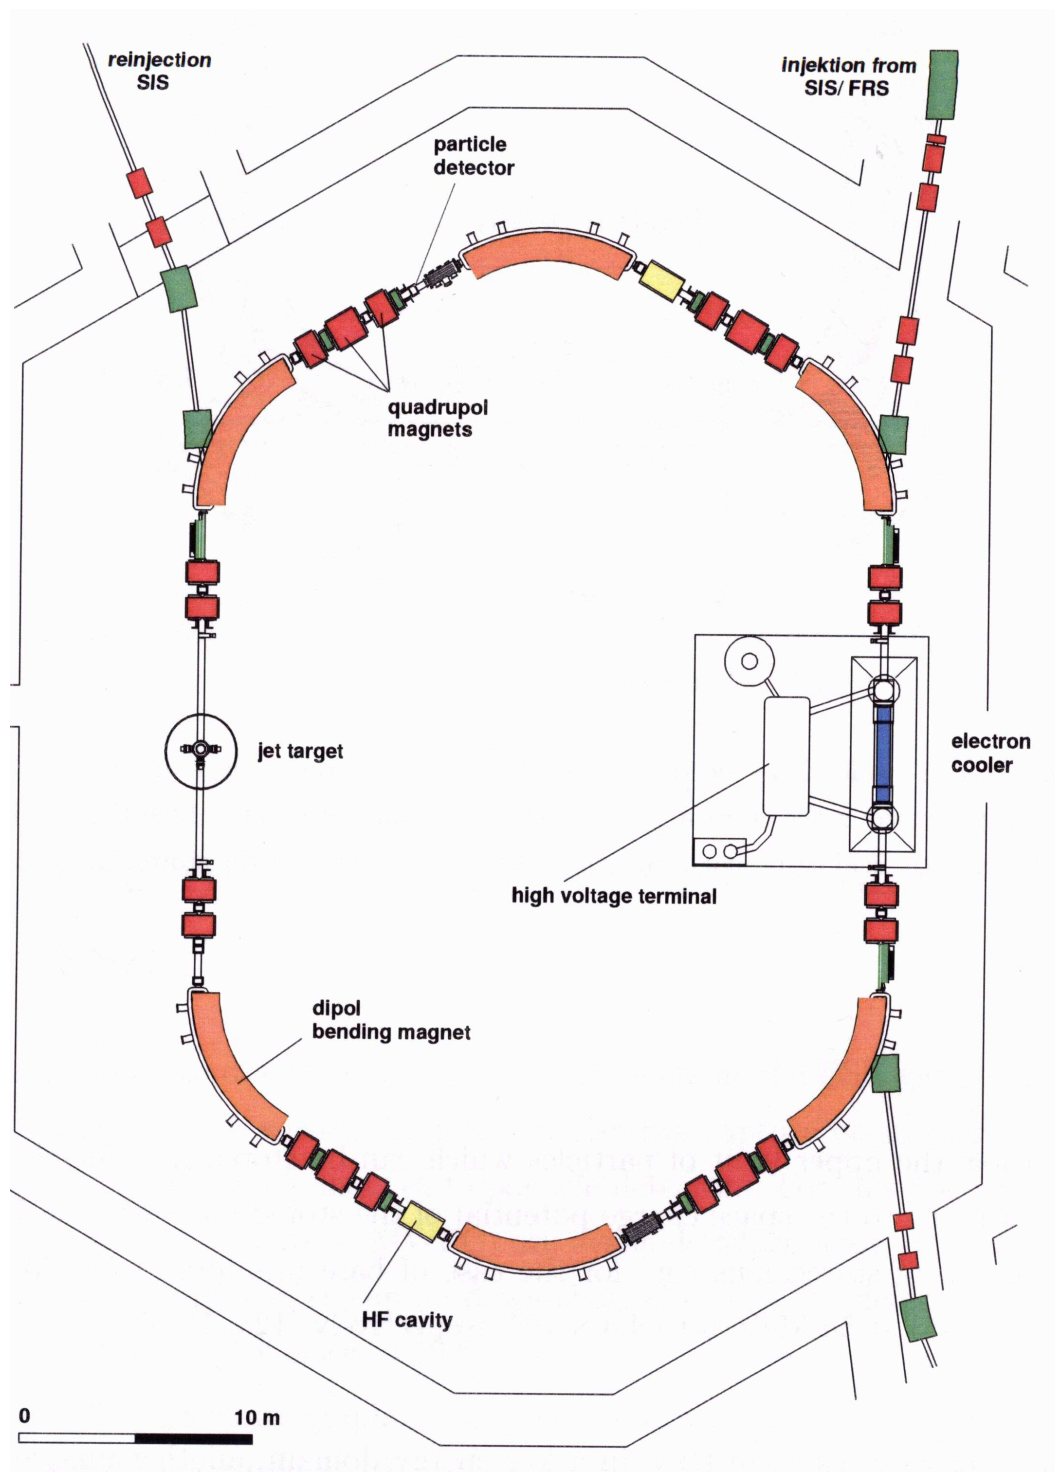 reinjection
SIS
injektion from
SIS/ FRS
particle
detector
quadrupol
magnets
jet target
electron
cooler
high voltage terminal
dipol
bending magnet
HF cavity
0 10 m